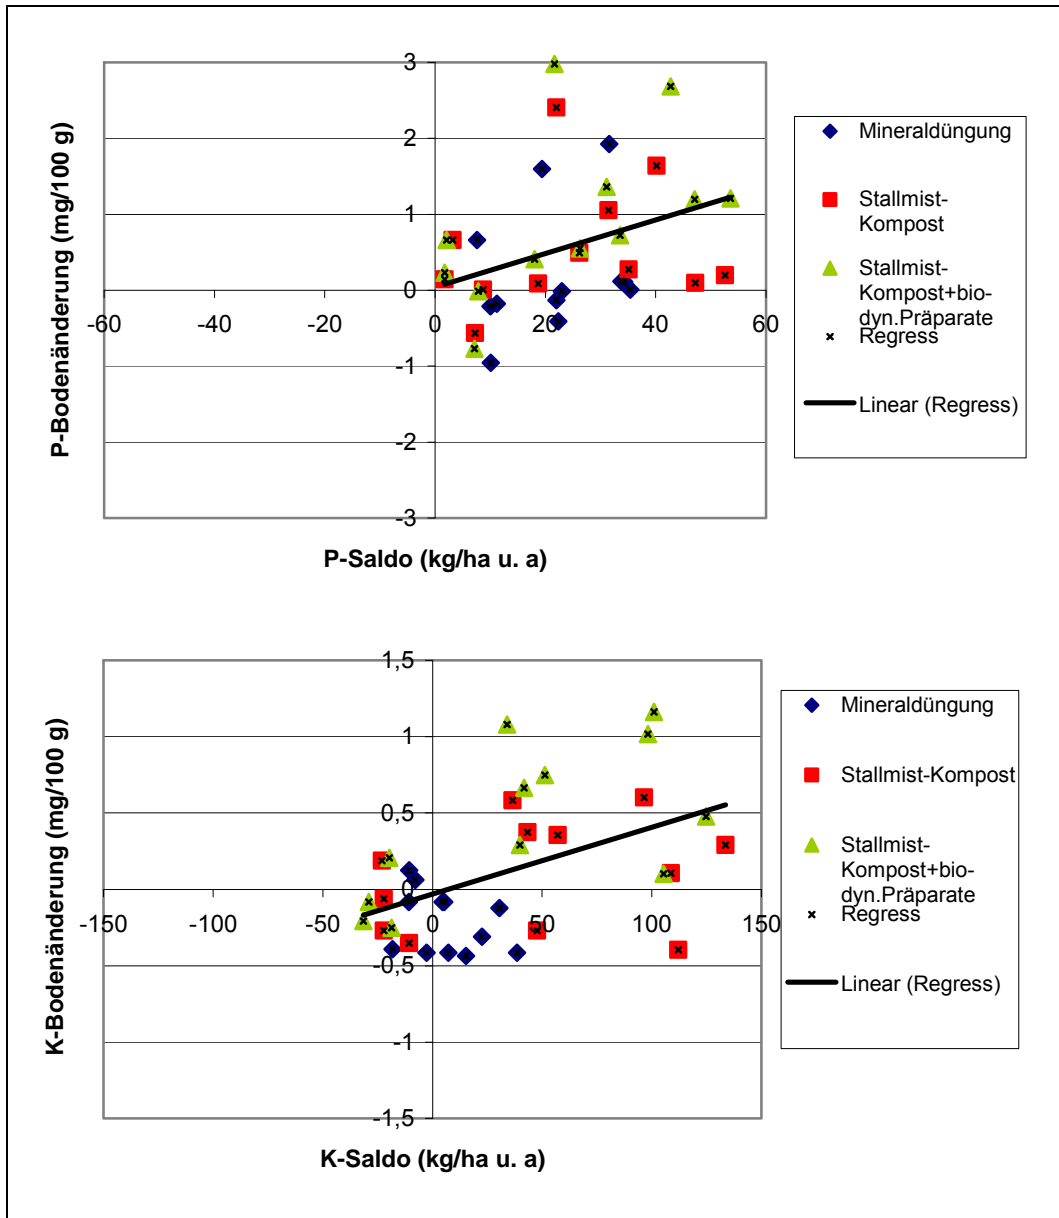 3
2
1
0
-1
-2
-3
-60
-40
-20
0
20
40
60
P-Bodenänderung (mg/100 g)
P-Saldo (kg/ha u. a)
Mineraldüngung
Stallmist-
Kompost
Stallmist-
Kompost+bio-
dyn.Präparate
Regress
Linear (Regress)
1,5
1
0,5
0
-0,5
-1
-1,5
-150
-100
-50
0
50
100
150
K-Bodenänderung (mg/100 g)
K-Saldo (kg/ha u. a)
Mineraldüngung
Stallmist-Kompost
Stallmist-
Kompost+bio-
dyn.Präparate
Regress
Linear (Regress)